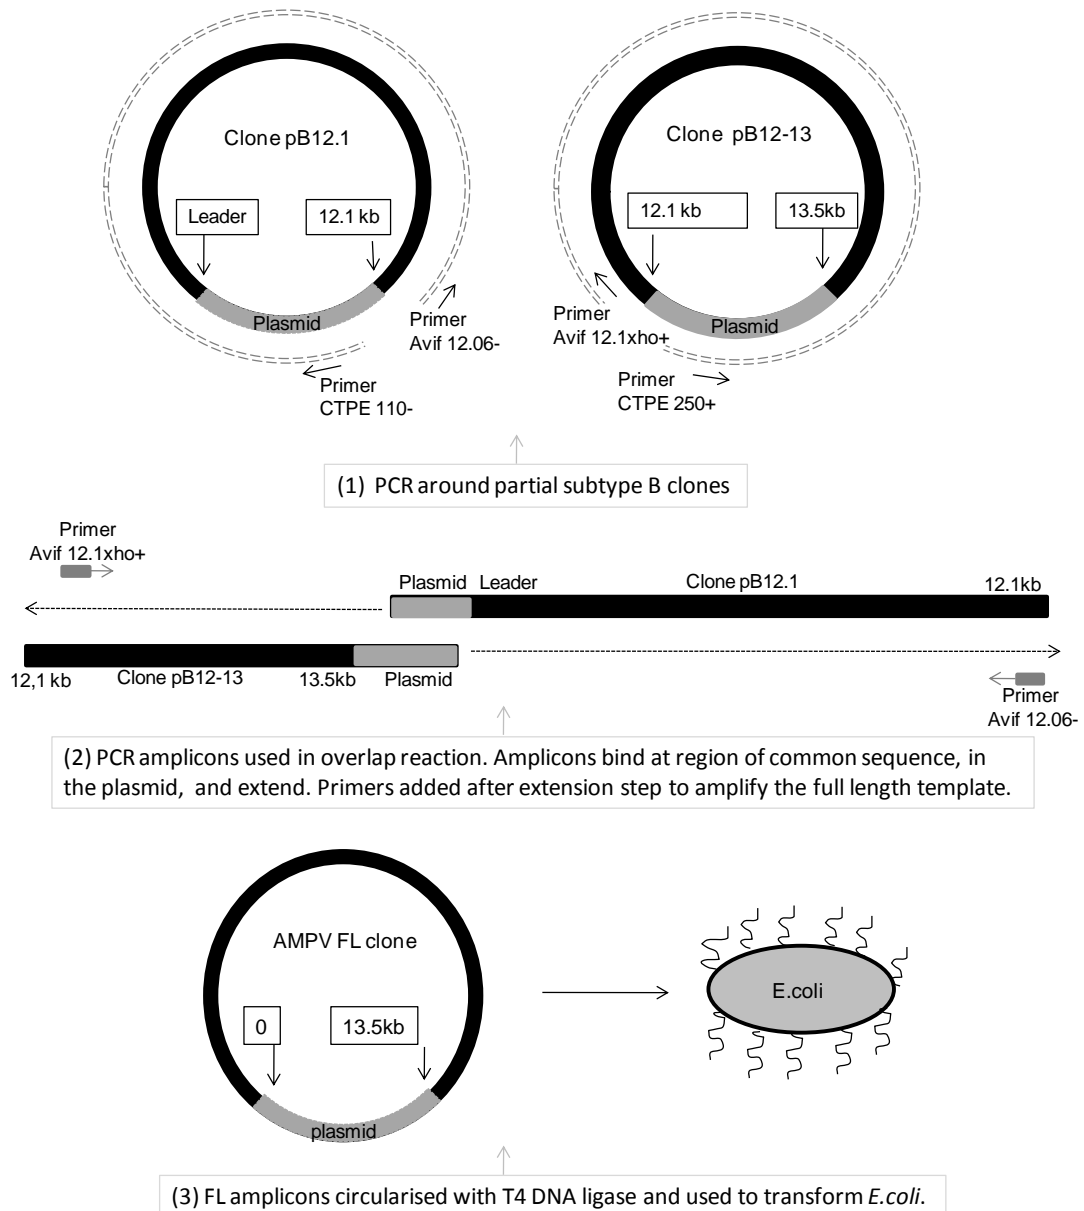 Clone pB12.1
Leader
12.1 kb
Plasmid
Primer
Avif 12.06-
Primer
CTPE 110-
Clone pB12-13
12.1 kb
13.5kb
Plasmid
Primer
Avif 12.1xho+
Primer
CTPE 250+
(1) PCR around partial subtype B clones
Primer
Avif 12.1xho+
Plasmid Leader Clone pB12.1 12.1kb
12,1 kb Clone pB12-13 13.5kb Plasmid
Primer
Avif 12.06-
(2) PCR amplicons used in overlap reaction. Amplicons bind at region of common sequence, in
the plasmid, and extend. Primers added after extension step to amplify the full length template.
AMPV FL clone
0
13.5kb
plasmid
E.coli
(3) FL amplicons circularised with T4 DNA ligase and used to transform E.coli.